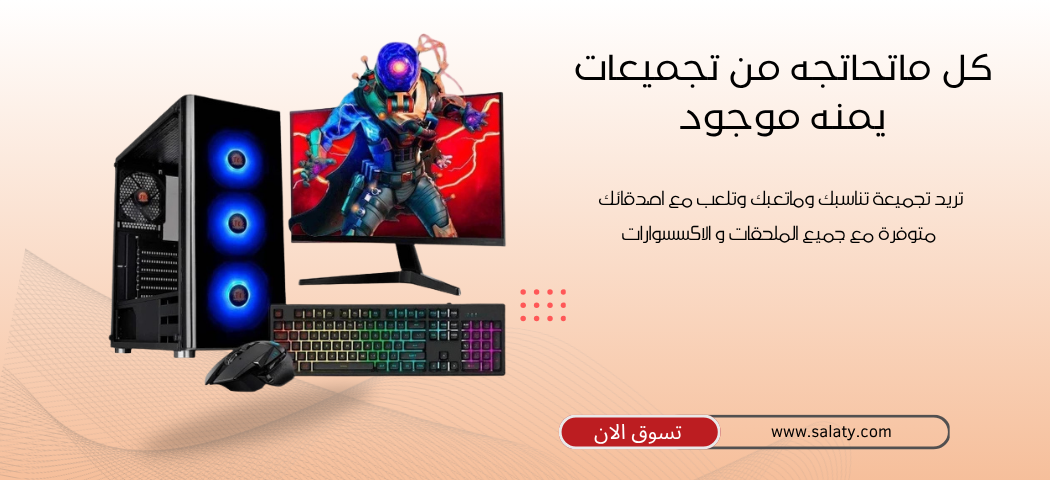 كل ماتحاتجه من تجميعات
يمنه موجود
تريد تجميعة تناسبك وماتعبك وتلعب مع اصدقائك
متوفرة مع جميع الملحقات و الاكسسوارات
تسوق الان
www.salaty.com